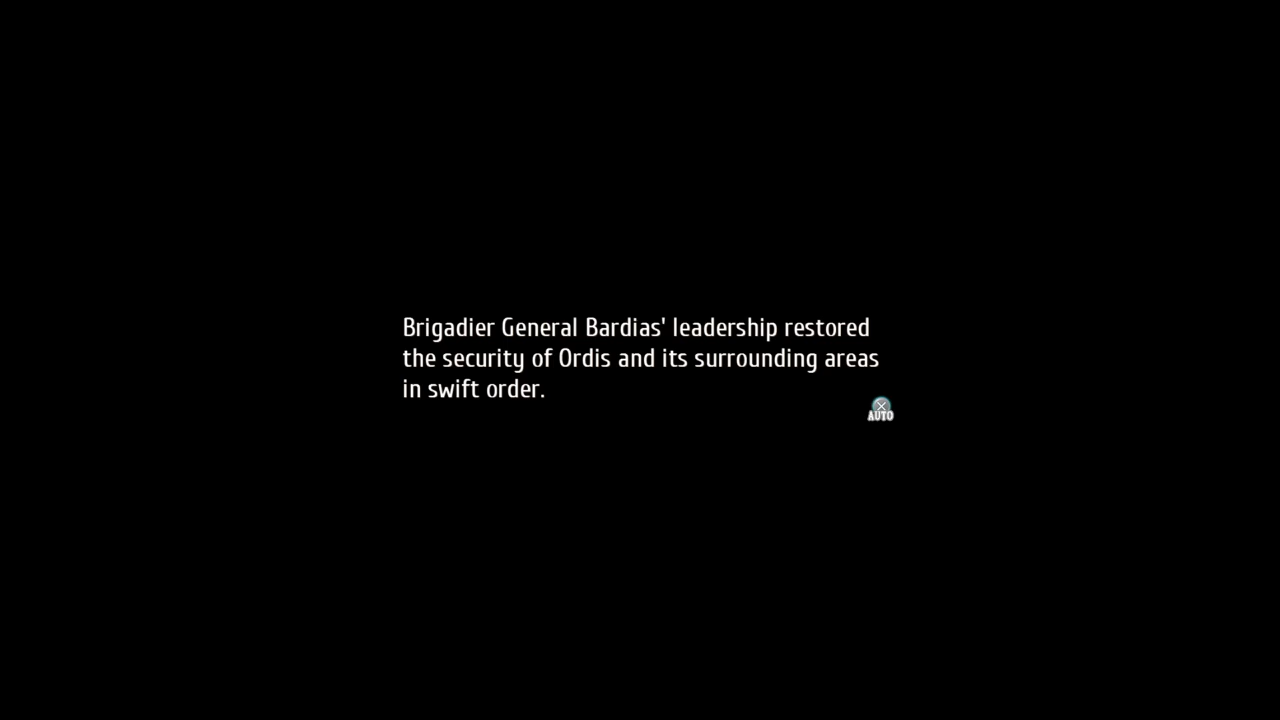 Brigadier General Bardias' leadership restored
the security of Ordis and its surrounding areas
in swift order.
AUTO